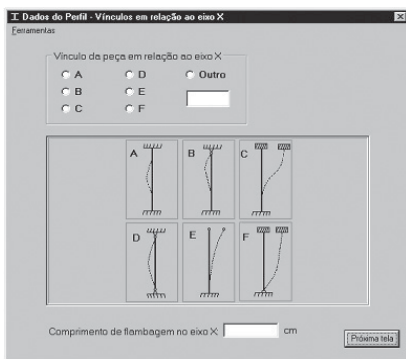 Dados do Perfil - Vínculos em relação ao eixo X
Ferramentas
Vínculo da peça em relação ao eixo X
A D Outro
B E
C F
A B C
D E F
Comprimento de flambagem no eixo X cm
Próxima tela